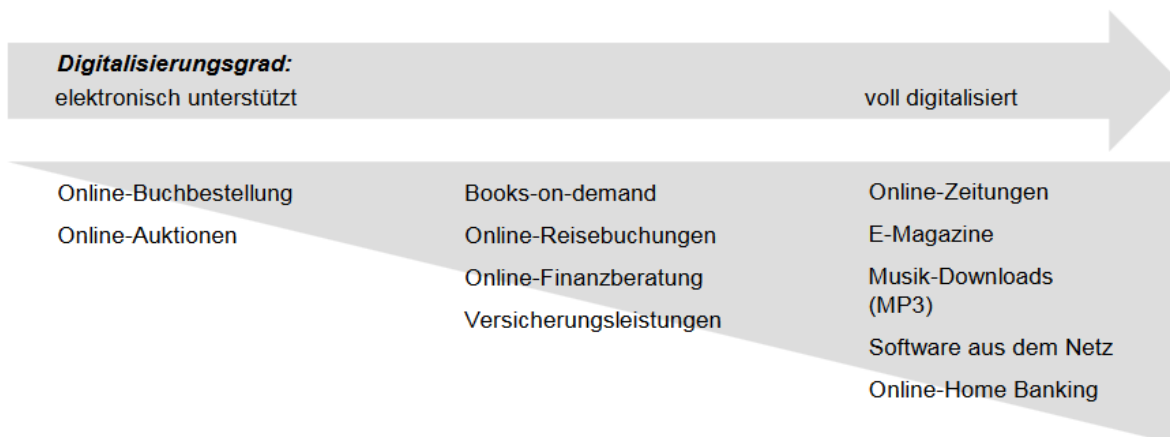 Digitalisierungsgrad:
elektronisch unterstützt
voll digitalisiert
Online-Buchbestellung
Online-Auktionen
Books-on-demand
Online-Reisebuchungen
Online-Finanzberatung
Versicherungsleistungen
Online-Zeitungen
E-Magazine
Musik-Downloads
(MP3)
Software aus dem Netz
Online-Home Banking